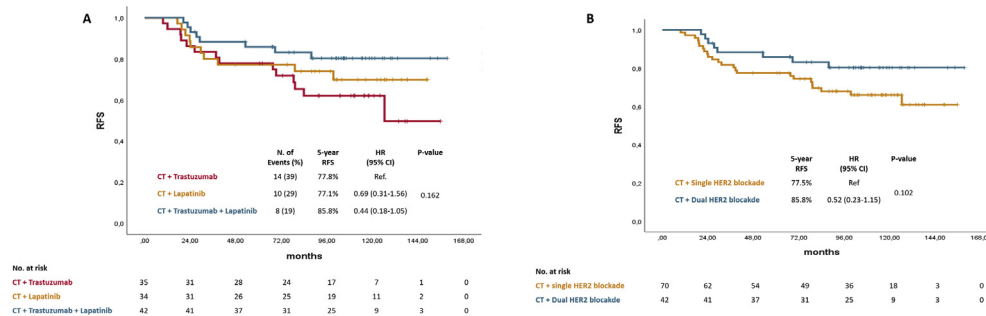 A
1,0
0,8
0,6
0,4
0,2
0,0
RFS
N. of Events (%) 5-year RFS HR (95% CI) P-value
CT + Trastuzumab 14 (39) 77.8% Ref.
CT + Lapatinib 10 (29) 77.1% 0.69 (0.31-1.56) 0.162
CT + Trastuzumab + Lapatinib 8 (19) 85.8% 0.44 (0.18-1.05)
,00 24,00 48,00 72,00 96,00 120,00 144,00 168,00
months
No. at risk
CT + Trastuzumab 35 31 28 24 17 7 1 0
CT + Lapatinib 34 31 26 25 19 11 2 0
CT + Trastuzumab + Lapatinib 42 41 37 31 25 9 3 0
B
1,0
0,8
0,6
0,4
0,2
0,0
RFS
5-year RFS HR (95% CI) P-value
CT + Single HER2 blockade 77.5% Ref 0.102
CT + Dual HER2 blocakde 85.8% 0.52 (0.23-1.15)
,00 24,00 48,00 72,00 96,00 120,00 144,00 168,00
months
No. at risk
CT + single HER2 blockade 70 62 54 49 36 18 3 0
CT + Dual HER2 blocakde 42 41 37 31 25 9 3 0